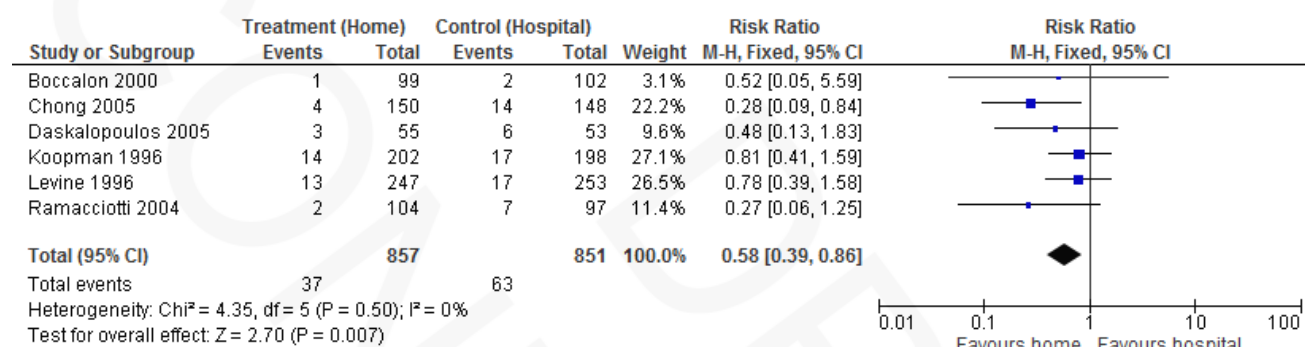 Treatment (Home) Control (Hospital) Risk Ratio Risk Ratio
Study or Subgroup Events Total Events Total Weight M-H, Fixed, 95% CI M-H, Fixed, 95% CI
Boccalon 2000 1 99 2 102 3.1% 0.52 [0.05, 5.59]
Chong 2005 4 150 14 148 22.2% 0.28 [0.09, 0.84]
Daskalopoulos 2005 3 55 6 53 9.6% 0.48 [0.13, 1.83]
Koopman 1996 14 202 17 198 27.1% 0.81 [0.41, 1.59]
Levine 1996 13 247 17 253 26.5% 0.78 [0.39, 1.58]
Ramacciotti 2004 2 104 7 97 11.4% 0.27 [0.06, 1.25]
Total (95% CI) 857 851 100.0% 0.58 [0.39, 0.86]
Total events 37 63
Heterogeneity: Chi² = 4.35, df = 5 (P = 0.50); I² = 0%
Test for overall effect: Z = 2.70 (P = 0.007)
0.01 0.1 1 10 100
Favours home Favours hospital